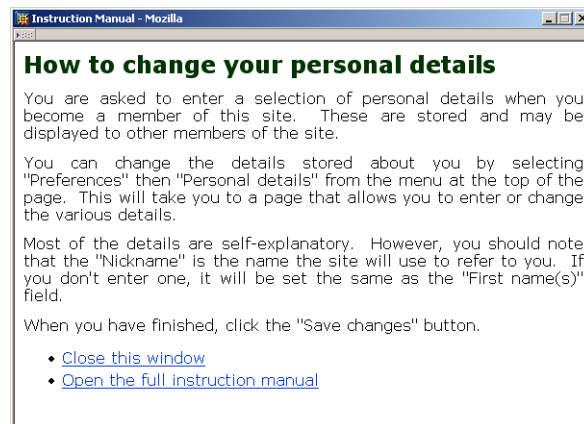 Instruction Manual - Mozilla
How to change your personal details
You are asked to enter a selection of personal details when you
become a member of this site. These are stored and may be
displayed to other members of the site.
You can change the details stored about you by selecting
"Preferences" then "Personal details" from the menu at the top of the
page. This will take you to a page that allows you to enter or change
the various details.
Most of the details are self-explanatory. However, you should note
that the "Nickname" is the name the site will use to refer to you. If
you don't enter one, it will be set the same as the "First name(s)"
field.
When you have finished, click the "Save changes" button.
• Close this window
• Open the full instruction manual